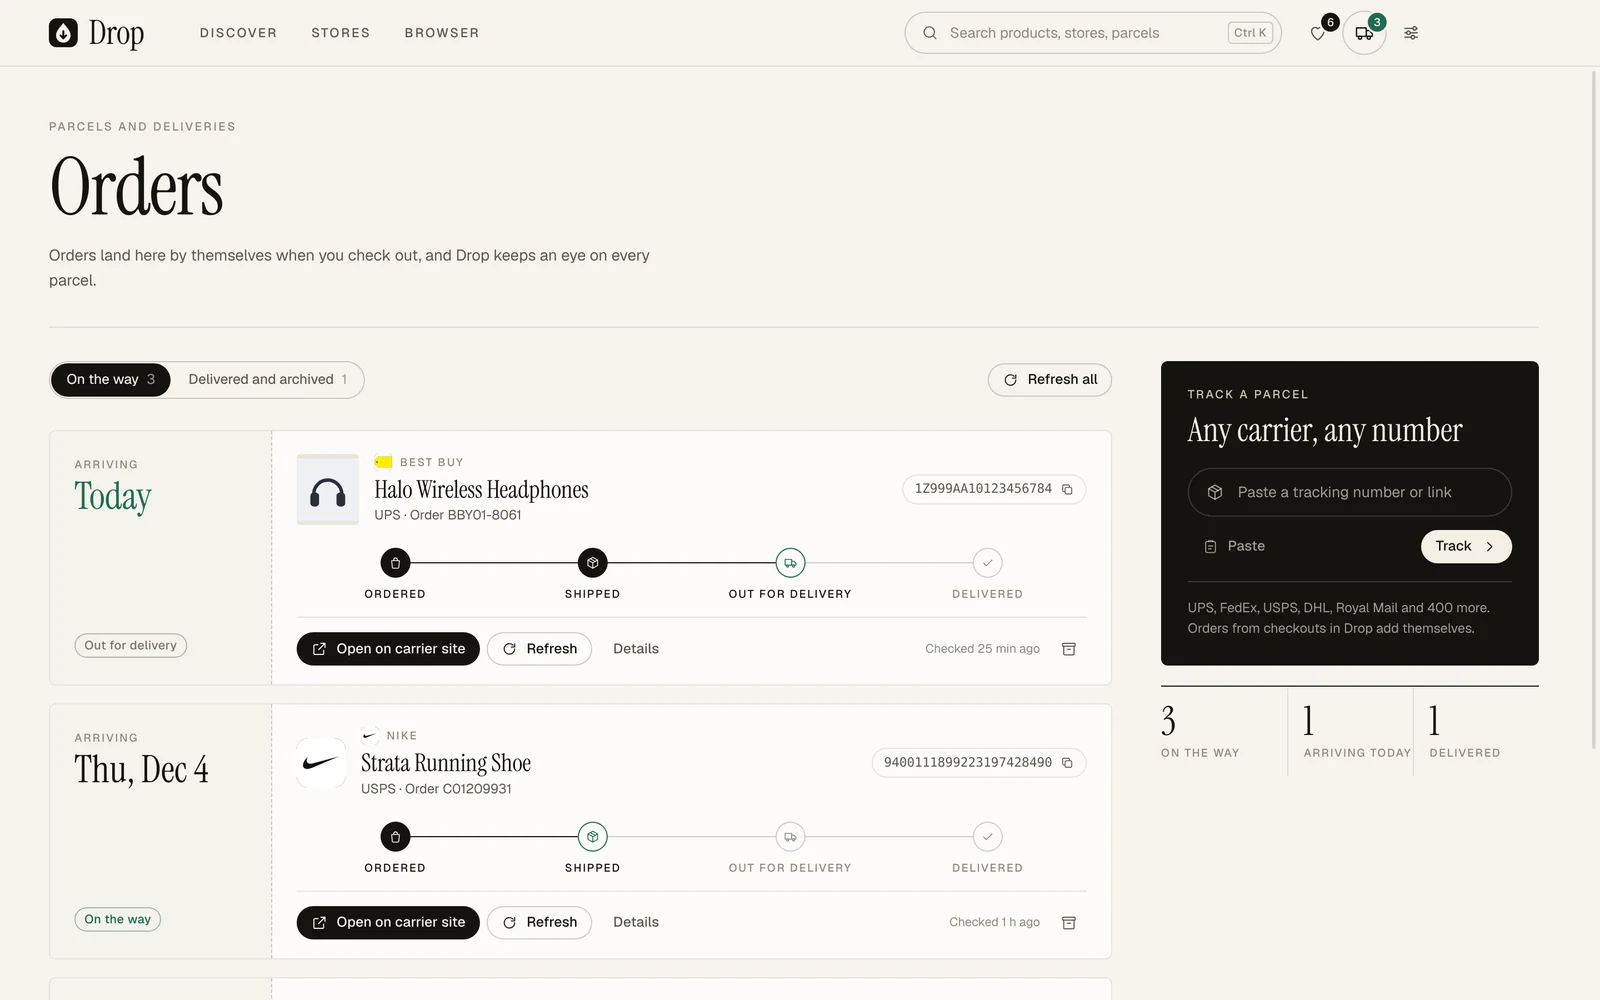 Drop
DISCOVER
STORES
BROWSER
Search products, stores, parcels
Ctrl K
6
3
PARCELS AND DELIVERIES
Orders
Orders land here by themselves when you check out, and Drop keeps an eye on every
parcel.
On the way 3
Delivered and archived 1
Refresh all
ARRIVING
Today
Out for delivery
BEST BUY
Halo Wireless Headphones
UPS · Order BBY01-8061
1Z999AA10123456784
ORDERED
SHIPPED
OUT FOR DELIVERY
DELIVERED
Open on carrier site
Refresh
Details
Checked 25 min ago
ARRIVING
Thu, Dec 4
On the way
NIKE
Strata Running Shoe
USPS · Order C01209931
9400111899223197428490
ORDERED
SHIPPED
OUT FOR DELIVERY
DELIVERED
Open on carrier site
Refresh
Details
Checked 1 h ago
TRACK A PARCEL
Any carrier, any number
Paste a tracking number or link
Paste
Track
UPS, FedEx, USPS, DHL, Royal Mail and 400 more.
Orders from checkouts in Drop add themselves.
3
ON THE WAY
1
ARRIVING TODAY
1
DELIVERED